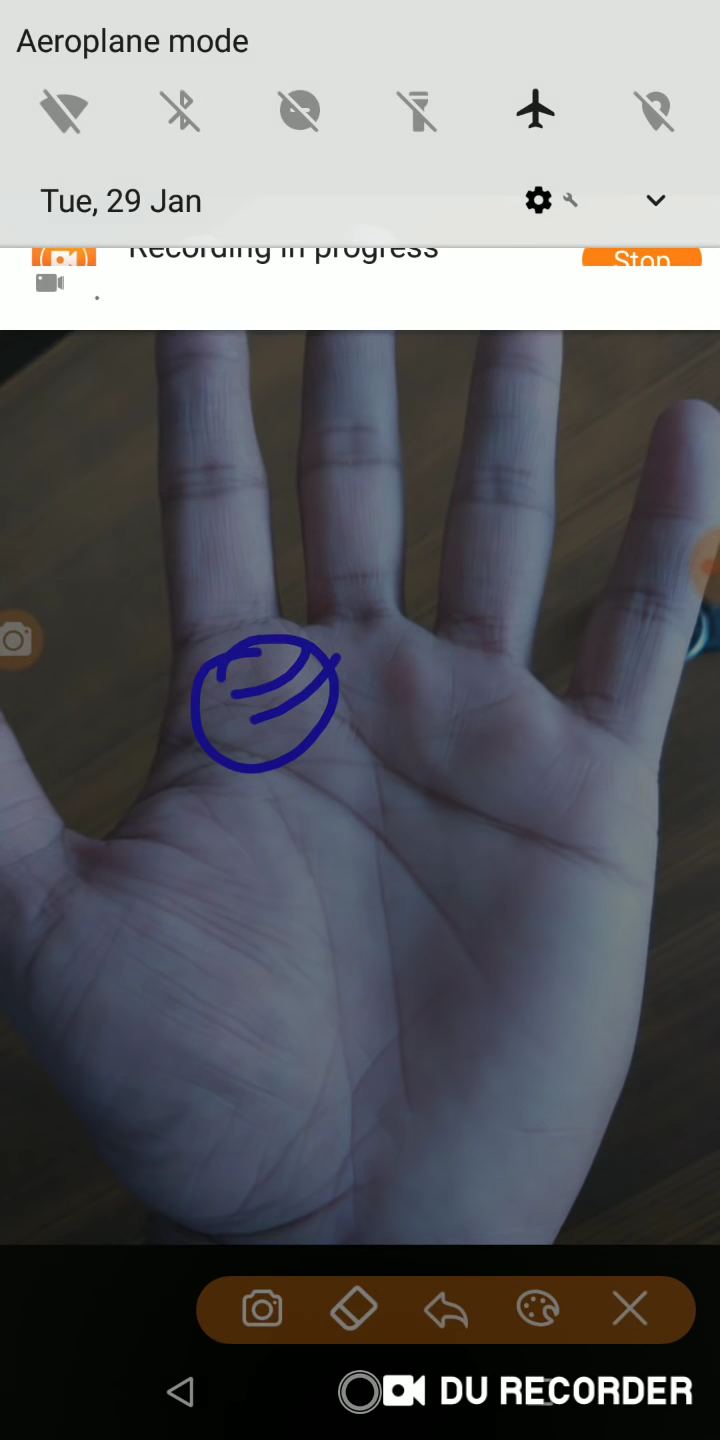 Aeroplane mode
Tue, 29 Jan
Recording in progress
Stop
DU RECORDER